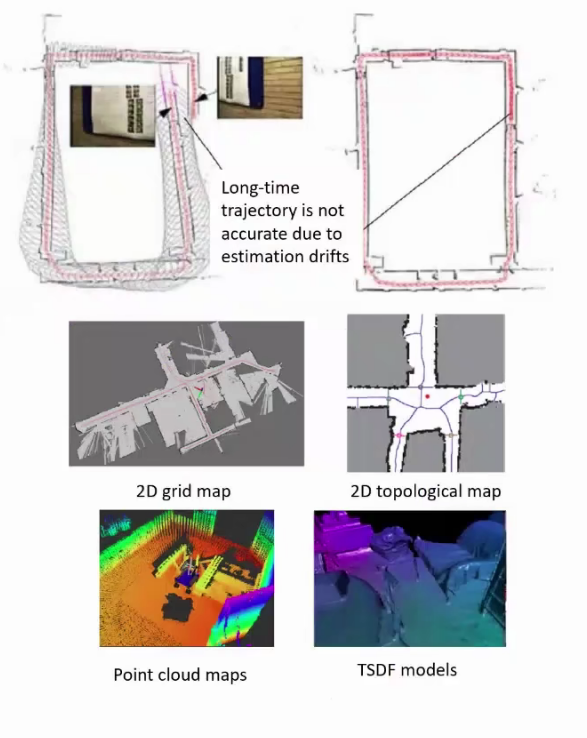 Long-time
trajectory is not
accurate due to
estimation drifts
2D grid map
2D topological map
Point cloud maps
TSDF models